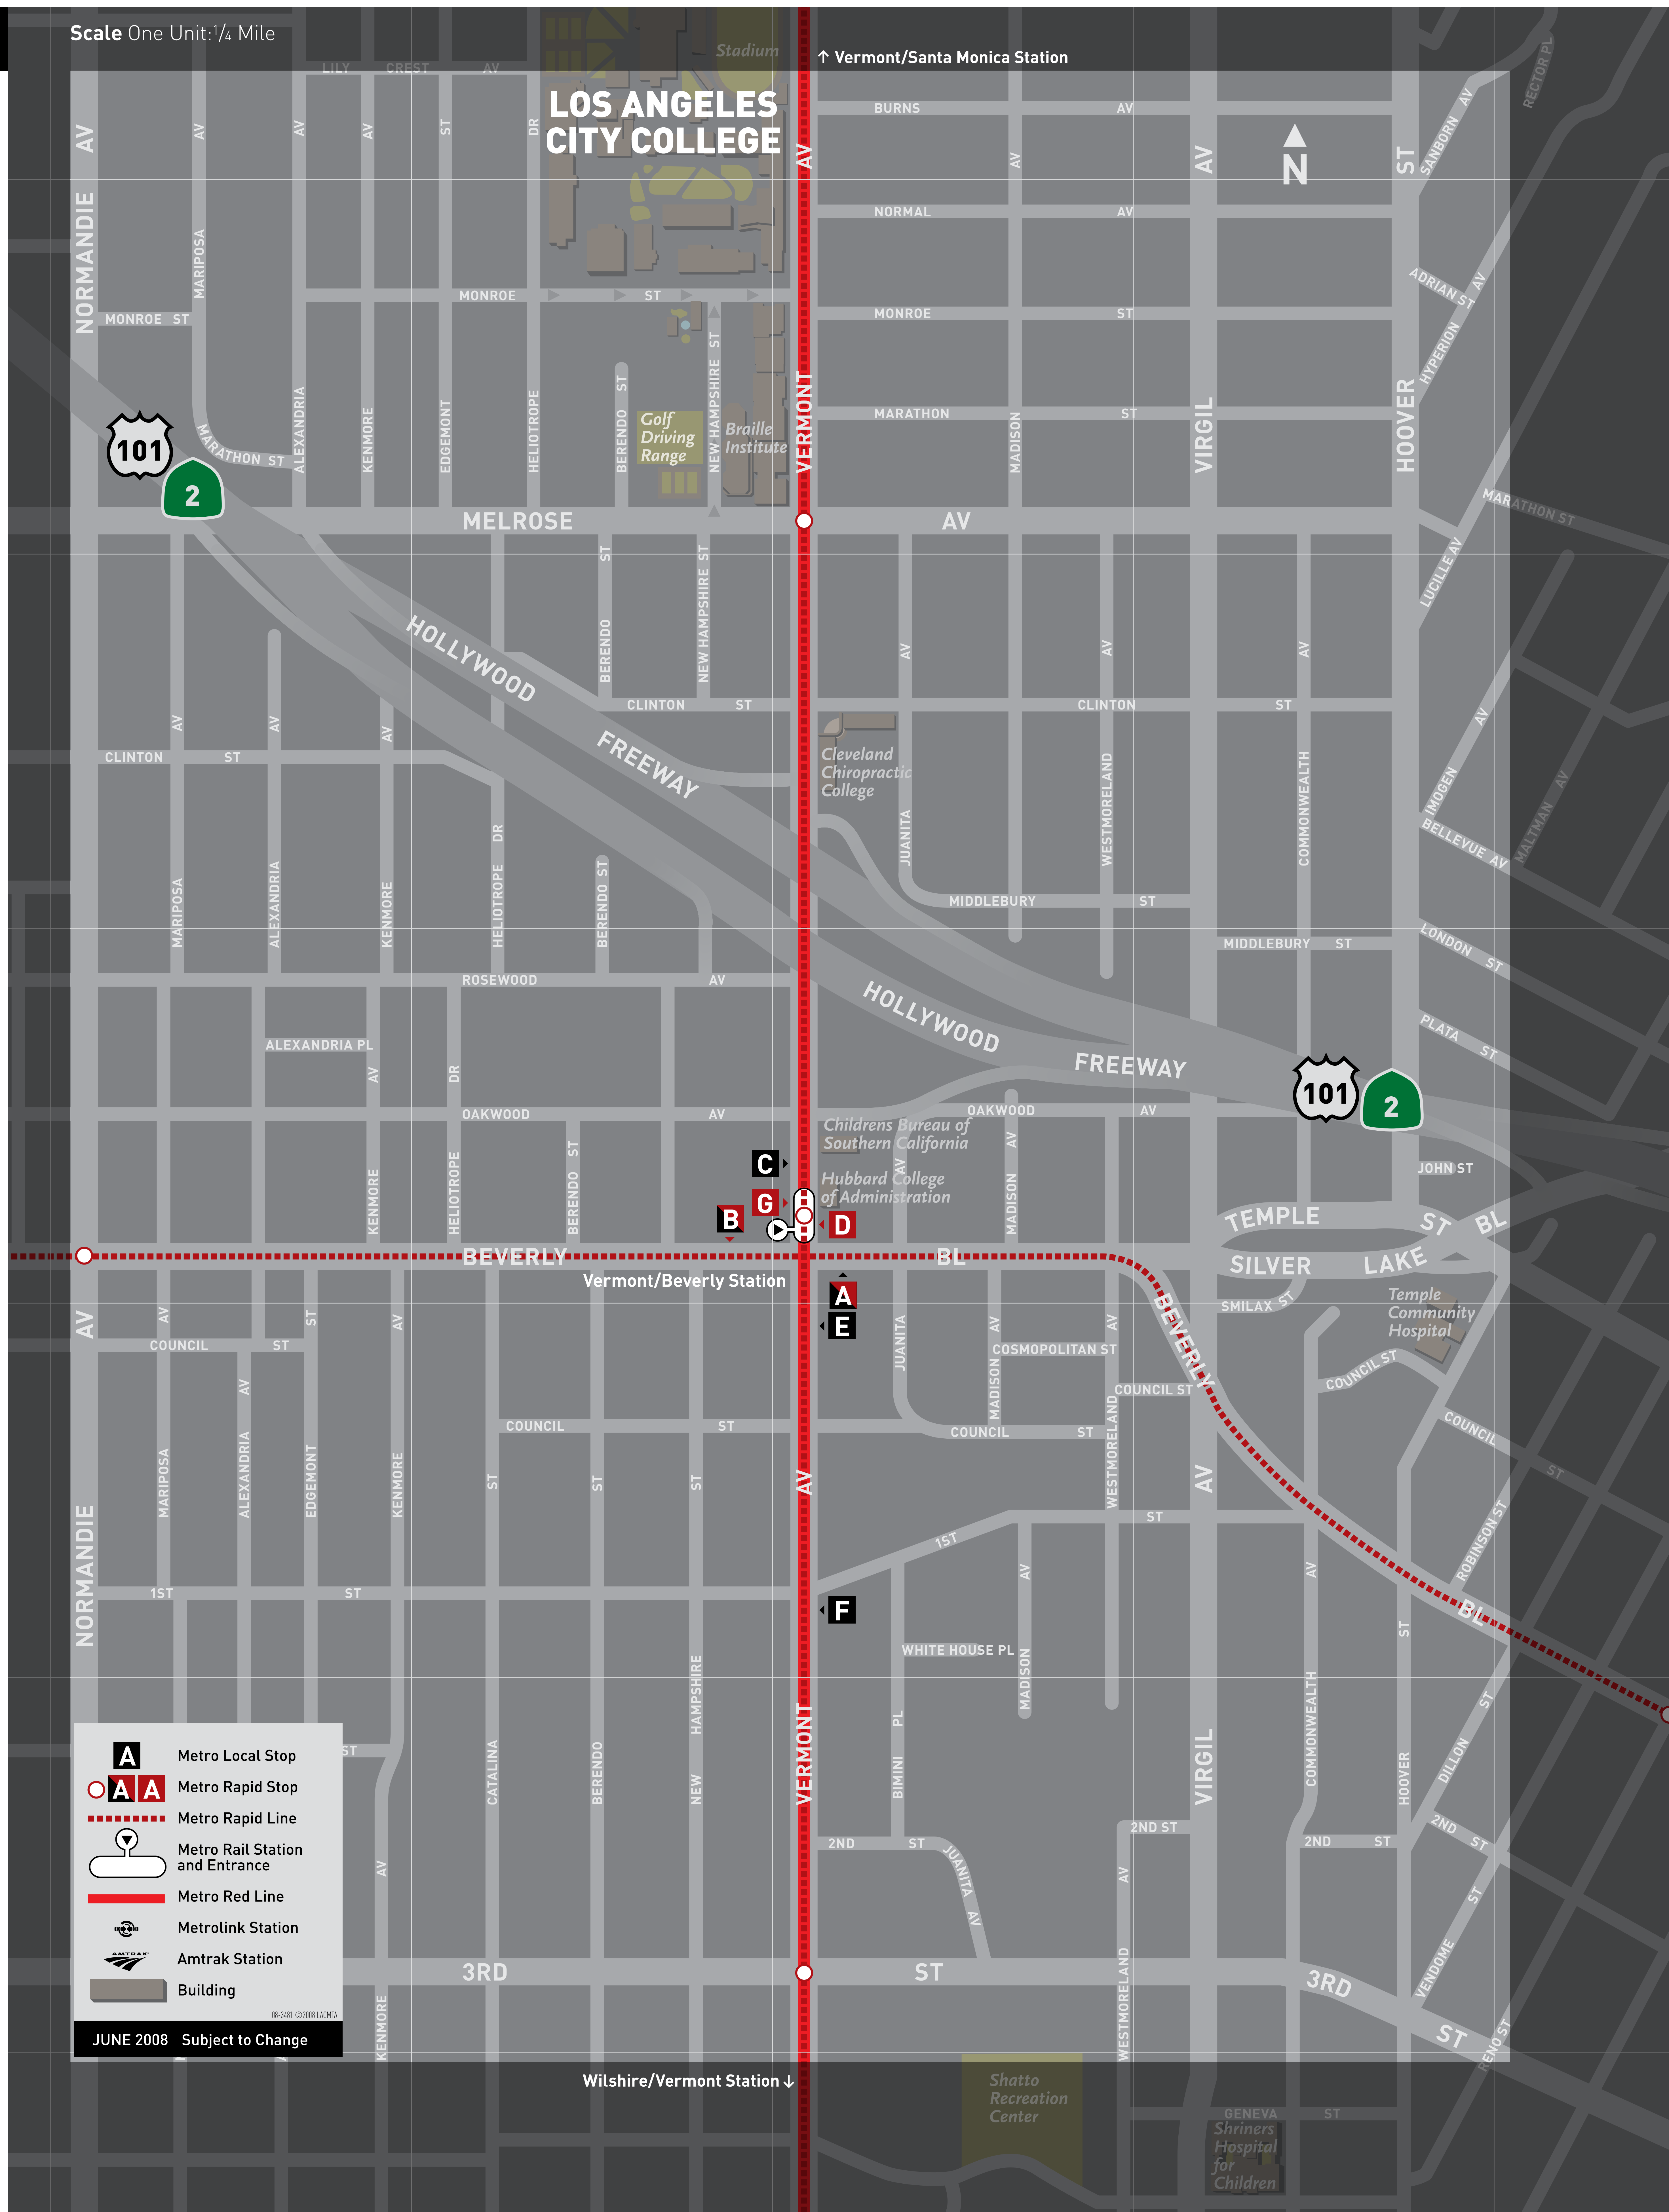 Scale One Unit:1/4 Mile
Stadium
↑ Vermont/Santa Monica Station
LILY CREST AV
LOS ANGELES
CITY COLLEGE
BURNS AV
RECTOR PL
SANBORN AV
N
NORMANDIE AV
MARIPOSA AV
ALEXANDRIA AV
KENMORE AV
EDGEMONT ST
HELIOTROPE DR
VERMONT AV
MADISON AV
VIRGIL AV
HOOVER ST
NORMAL AV
ADRIAN ST
HYPERION AV
MONROE ST
MONROE ST
MONROE ST
BERENDO ST
NEW HAMPSHIRE ST
Golf
Driving
Range
Braille
Institute
MARATHON ST
MARATHON ST
MARATHON ST
101
2
MELROSE AV
LUCILLE AV
HOLLYWOOD FREEWAY
BERENDO ST
NEW HAMPSHIRE ST
JUANITA AV
WESTMORELAND AV
COMMONWEALTH AV
CLINTON ST
CLINTON ST
CLINTON ST
MARIPOSA AV
ALEXANDRIA AV
KENMORE AV
HELIOTROPE DR
BERENDO ST
Cleveland
Chiropractic
College
IMOGEN AV
MALTMAN AV
BELLEVUE AV
MIDDLEBURY ST
MIDDLEBURY ST
LONDON ST
PLATA ST
ROSEWOOD AV
HOLLYWOOD FREEWAY
101
2
ALEXANDRIA PL
KENMORE AV
HELIOTROPE DR
OAKWOOD AV
OAKWOOD AV
BERENDO ST
Childrens Bureau of
Southern California
Hubbard College
of Administration
AV
MADISON AV
JOHN ST
C
G
B
D
TEMPLE ST
SILVER LAKE BL
BEVERLY BL
Vermont/Beverly Station
A
E
SMILAX ST
Temple
Community
Hospital
NORMANDIE AV
MARIPOSA AV
ALEXANDRIA AV
EDGEMONT ST
KENMORE AV
COUNCIL ST
COUNCIL ST
JUANITA
MADISON AV
COSMOPOLITAN ST
COUNCIL ST
WESTMORELAND AV
COUNCIL ST
BEVERLY BL
COUNCIL ST
COUNCIL ST
CATALINA ST
BERENDO ST
NEW HAMPSHIRE ST
VERMONT AV
VIRGIL AV
1ST ST
1ST ST
ROBINSON ST
F
WHITE HOUSE PL
MADISON AV
BIMINI PL
COMMONWEALTH AV
HOOVER ST
DILLON ST
2ND ST
2ND ST
2ND ST
2ND ST
JUANITA AV
WESTMORELAND AV
VENDOME ST
ST
KENMORE AV
3RD ST
3RD ST
RENO ST
A Metro Local Stop
A A Metro Rapid Stop
Metro Rapid Line
Metro Rail Station
and Entrance
Metro Red Line
Metrolink Station
AMTRAK Amtrak Station
Building
08-3481 ©2008 LACMTA
JUNE 2008 Subject to Change
Wilshire/Vermont Station ↓
Shatto
Recreation
Center
GENEVA ST
Shriners
Hospital
for
Children